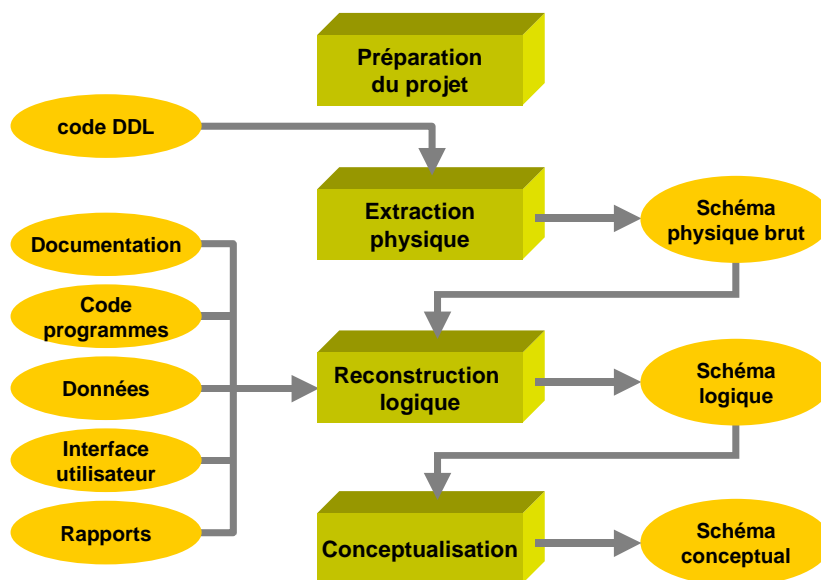 Préparation
du projet
code DDL
Extraction
physique
Schéma
physique brut
Documentation
Code
programmes
Données
Reconstruction
logique
Schéma
logique
Interface
utilisateur
Rapports
Conceptualisation
Schéma
conceptual